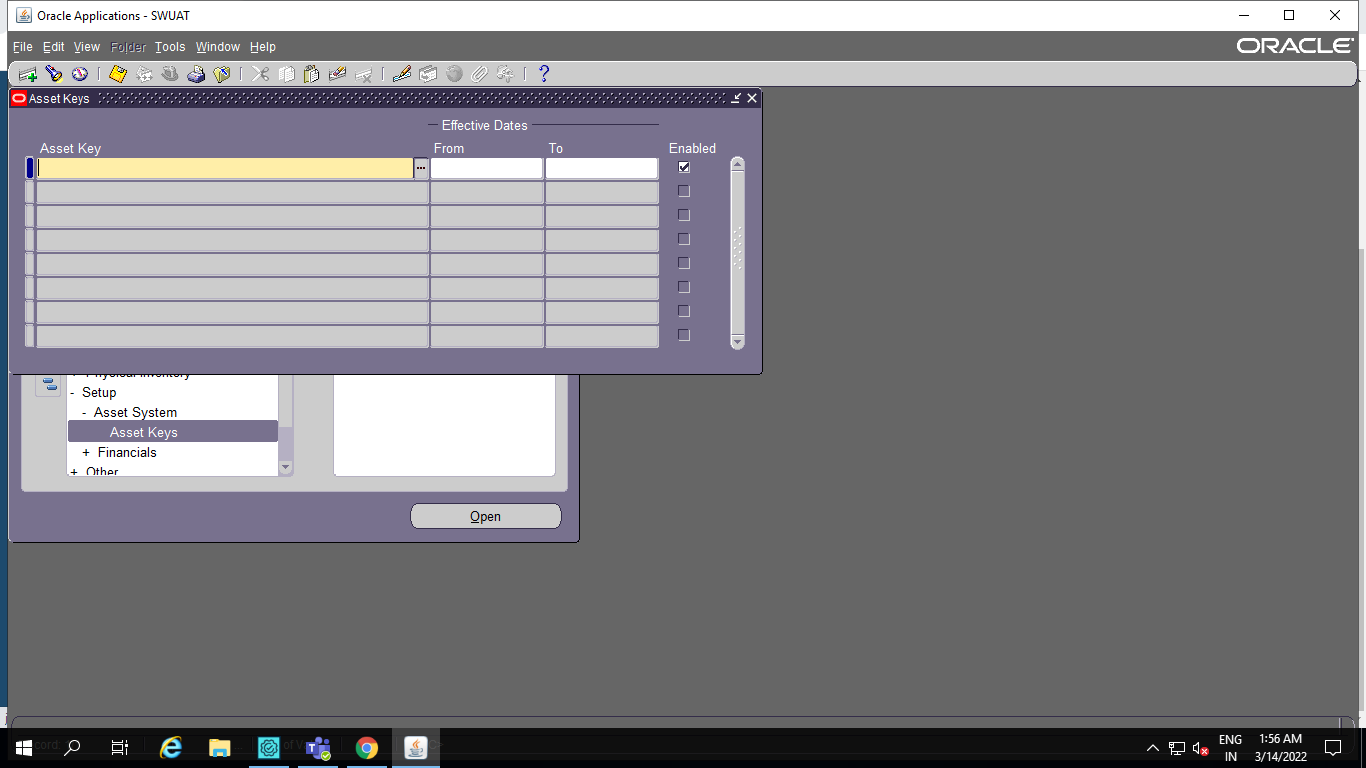 Oracle Applications - SWUAT
File Edit View Folder Tools Window Help
ORACLE
Asset Keys
Effective Dates
Asset Key From To Enabled
Physical Inventory
- Setup
- Asset System
Asset Keys
+ Financials
+ Other
Open
ENG
IN
1:56 AM
3/14/2022